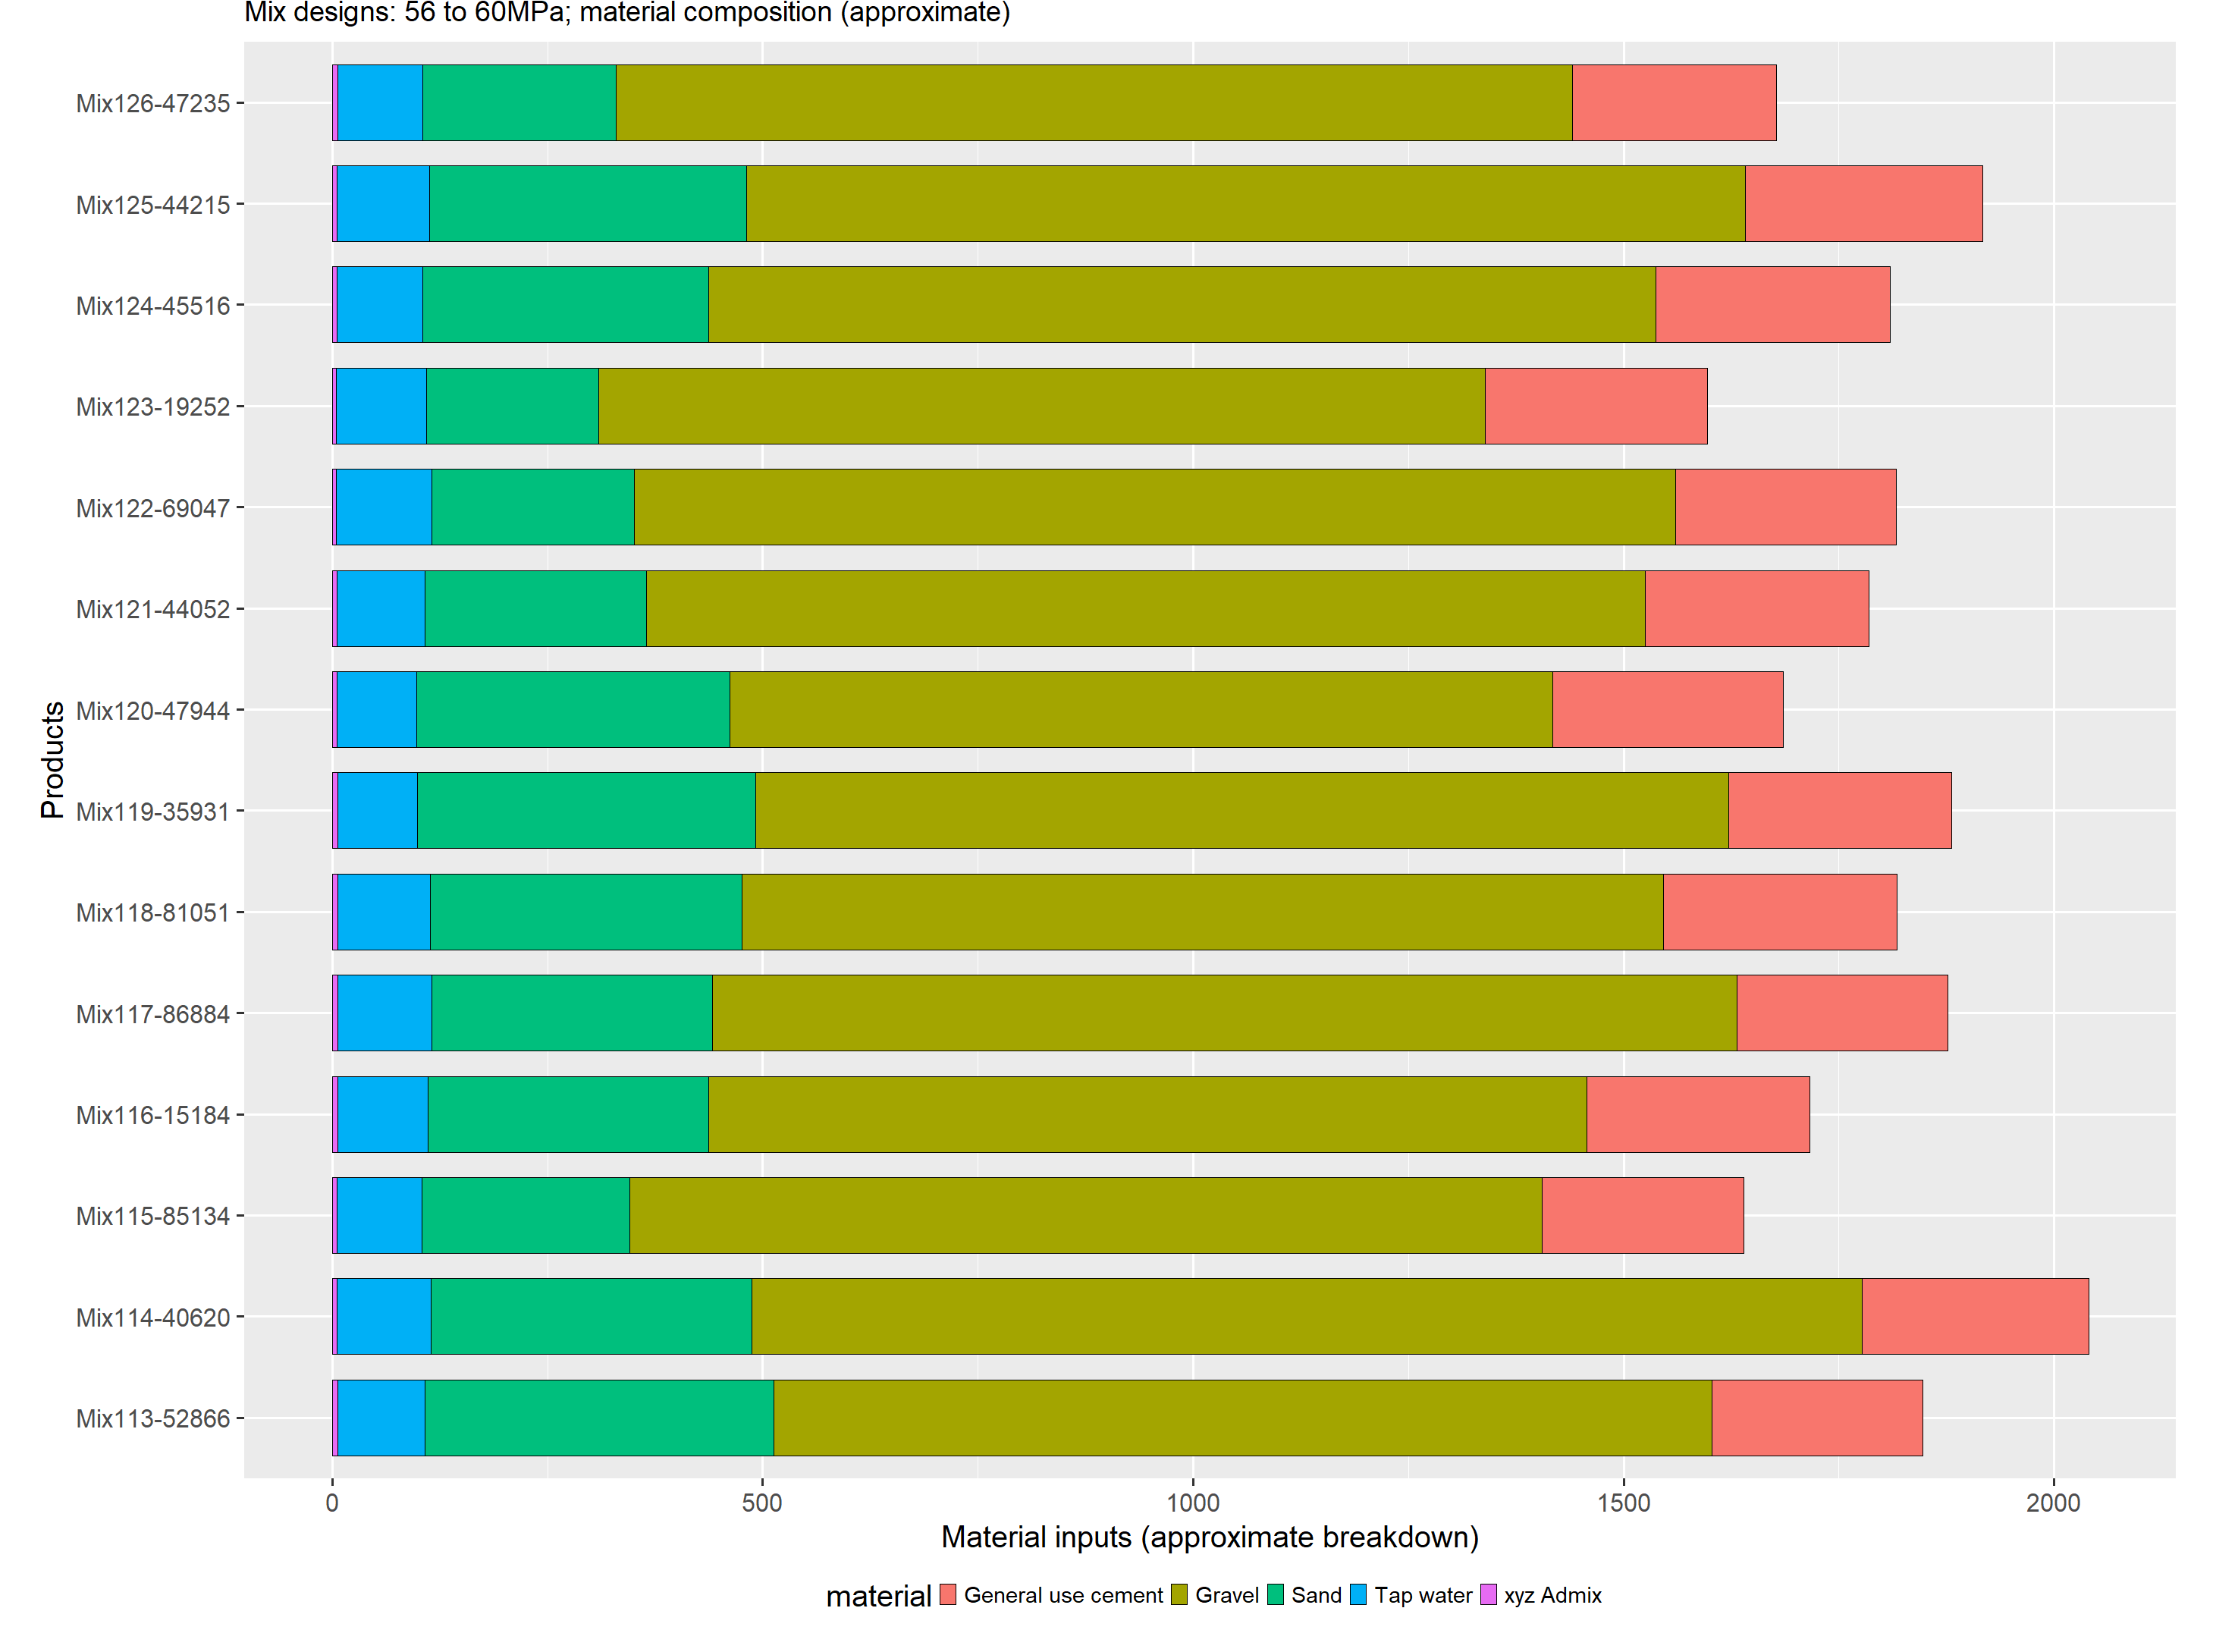 Mix designs: 56 to 60MPa; material composition (approximate)
Mix126-47235
Mix125-44215
Mix124-45516
Mix123-19252
Mix122-69047
Mix121-44052
Mix120-47944
Mix119-35931
Mix118-81051
Mix117-86884
Mix116-15184
Mix115-85134
Mix114-40620
Mix113-52866
Products
0 500 1000 1500 2000
Material inputs (approximate breakdown)
material General use cement Gravel Sand Tap water xyz Admix